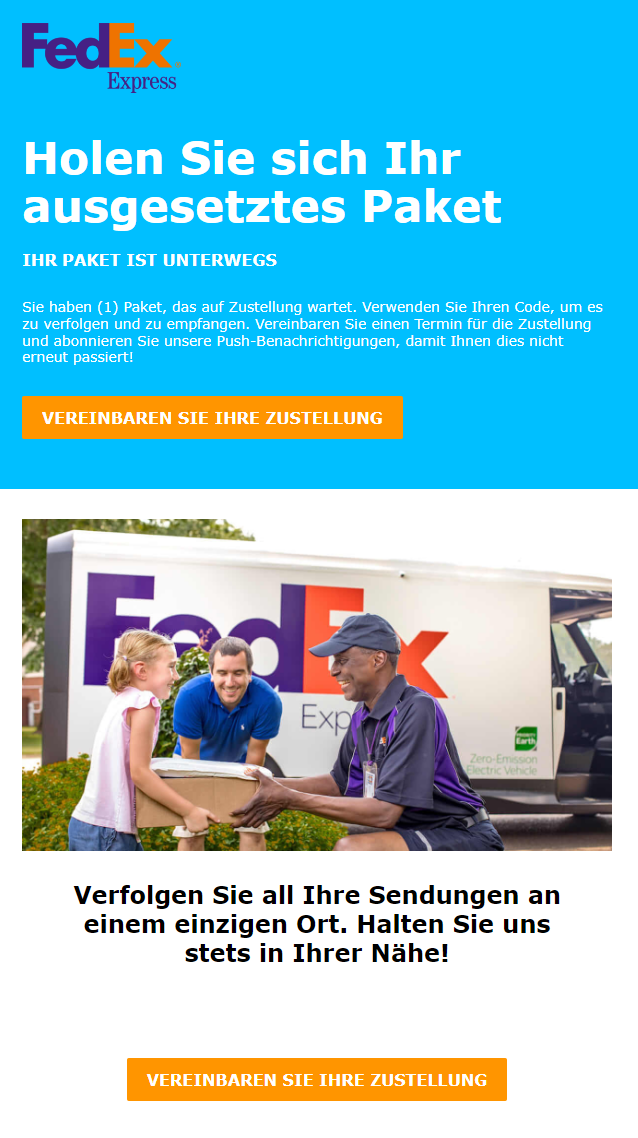 FedEx
Express
Holen Sie sich Ihr
ausgesetztes Paket
IHR PAKET IST UNTERWEGS
Sie haben (1) Paket, das auf Zustellung wartet. Verwenden Sie Ihren Code, um es
zu verfolgen und zu empfangen. Vereinbaren Sie einen Termin für die Zustellung
und abonnieren Sie unsere Push-Benachrichtigungen, damit Ihnen dies nicht
erneut passiert!
VEREINBAREN SIE IHRE ZUSTELLUNG
FedEx
Exp
Earth
Zero-Emission
Electric Vehicle
Verfolgen Sie all Ihre Sendungen an
einem einzigen Ort. Halten Sie uns
stets in Ihrer Nähe!
VEREINBAREN SIE IHRE ZUSTELLUNG